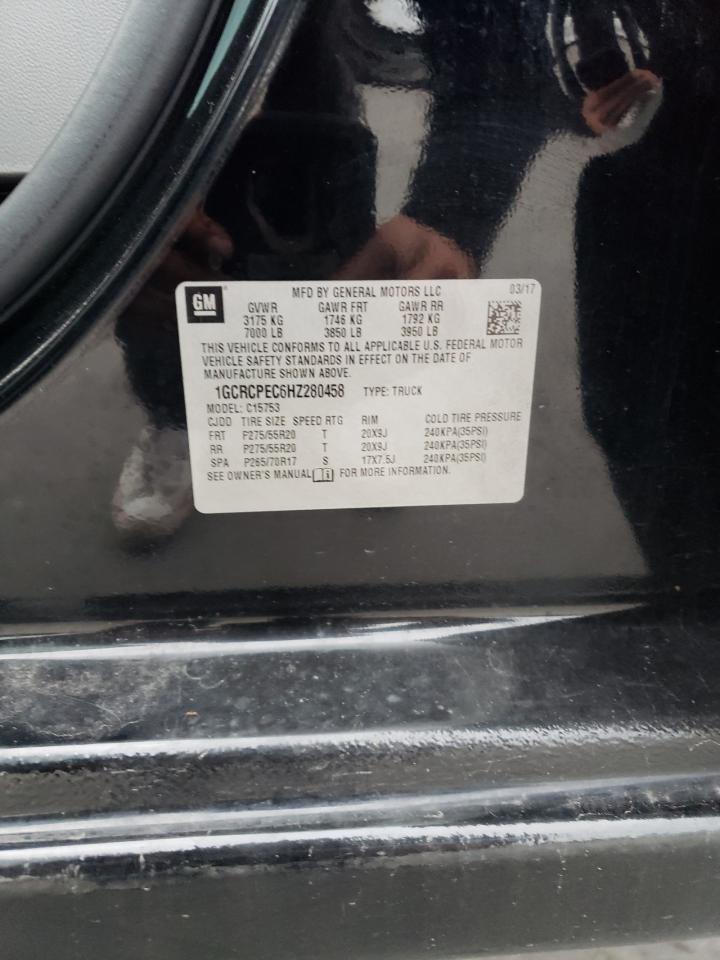 GM
MFD BY GENERAL MOTORS LLC 03/17
GVWR GAWR FRT GAWR RR
3175 KG 1746 KG 1792 KG
7000 LB 3850 LB 3950 LB
THIS VEHICLE CONFORMS TO ALL APPLICABLE U.S. FEDERAL MOTOR
VEHICLE SAFETY STANDARDS IN EFFECT ON THE DATE OF
MANUFACTURE SHOWN ABOVE.
1GCRCPEC6HZ280458 TYPE: TRUCK
MODEL: C15753
CJDD TIRE SIZE SPEED RTG RIM COLD TIRE PRESSURE
FRT P275/55R20 T 20X9J 240KPA(35PSI)
RR P275/55R20 T 20X9J 240KPA(35PSI)
SPA P265/70R17 S 17X7.5J 240KPA(35PSI)
SEE OWNER'S MANUAL FOR MORE INFORMATION.